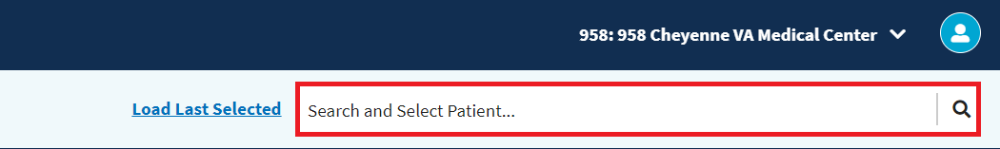 958: 958 Cheyenne VA Medical Center
Load Last Selected
Search and Select Patient...